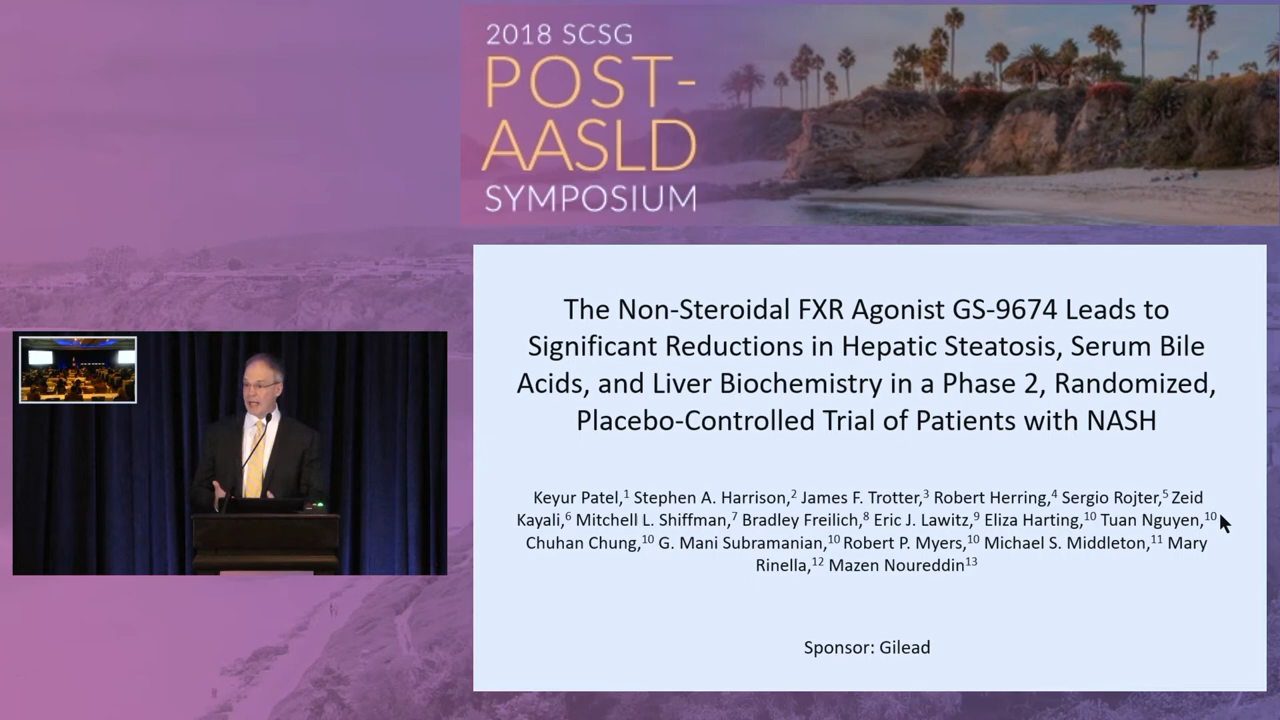 2018 SCSG
POST-
AASLD
SYMPOSIUM
The Non-Steroidal FXR Agonist GS-9674 Leads to
Significant Reductions in Hepatic Steatosis, Serum Bile
Acids, and Liver Biochemistry in a Phase 2, Randomized,
Placebo-Controlled Trial of Patients with NASH
Keyur Patel,¹ Stephen A. Harrison,² James F. Trotter,³ Robert Herring,⁴ Sergio Rojter,⁵ Zeid
Kayali,⁶ Mitchell L. Shiffman,⁷ Bradley Freilich,⁸ Eric J. Lawitz,⁹ Eliza Harting,¹⁰ Tuan Nguyen,¹⁰
Chuhan Chung,¹⁰ G. Mani Subramanian,¹⁰ Robert P. Myers,¹⁰ Michael S. Middleton,¹¹ Mary
Rinella,¹² Mazen Noureddin¹³
Sponsor: Gilead